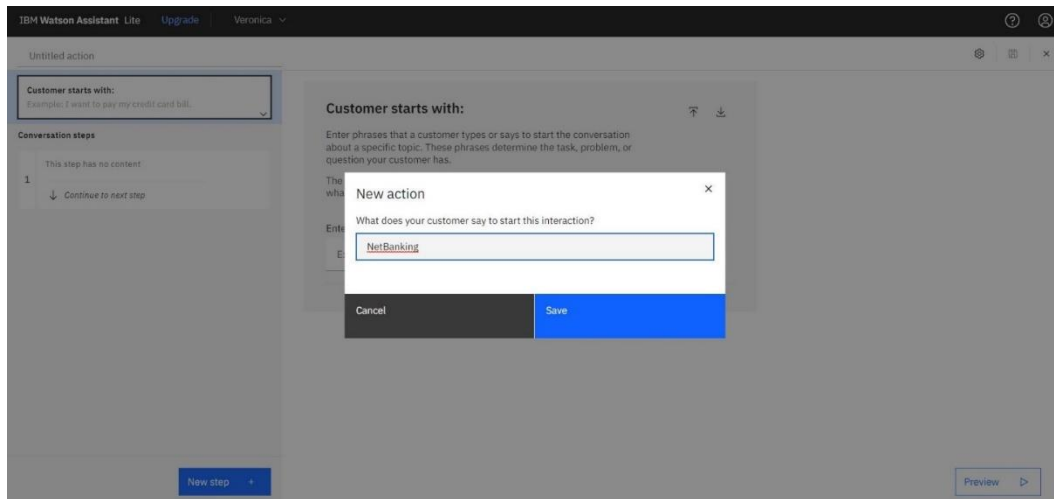 IBM Watson Assistant Lite Upgrade Veronica
Untitled action
Customer starts with:
Example: I want to pay my credit card bill.
Conversation steps
This step has no content
1
Continue to next step
New step +
Customer starts with:
Enter phrases that a customer types or says to start the conversation
about a specific topic. These phrases determine the task, problem, or
question your customer has.
The
wha
Ente
E
New action
What does your customer say to start this interaction?
NetBanking
Cancel
Save
Preview